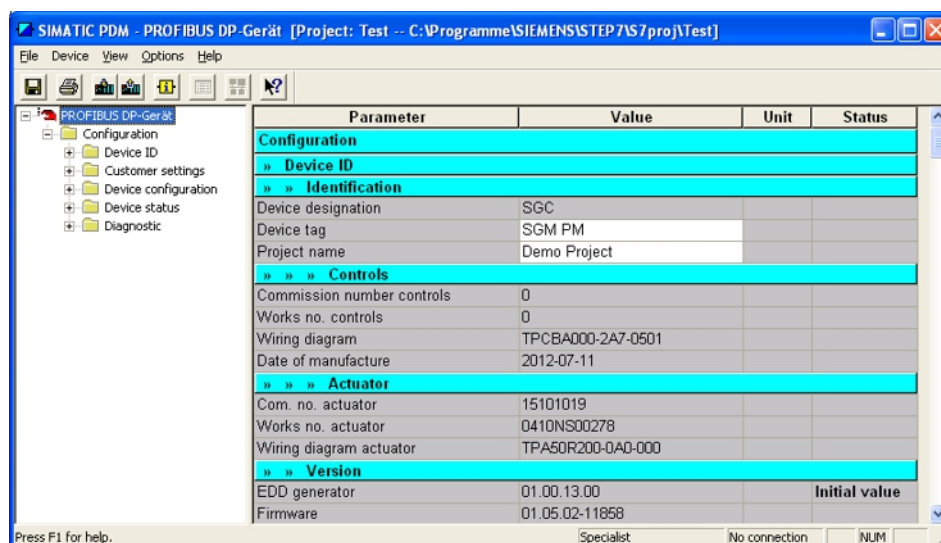 SIMATIC PDM - PROFIBUS DP-Gerät [Project: Test -- C:\Programme\SIEMENS\STEP7\S7proj\Test]
File Device View Options Help
PROFIBUS DP-Gerät
Configuration
Device ID
Customer settings
Device configuration
Device status
Diagnostic
Parameter Value Unit Status
Configuration
» Device ID
» » Identification
Device designation SGC
Device tag SGM PM
Project name Demo Project
» » » Controls
Commission number controls 0
Works no. controls 0
Wiring diagram TPCBA000-2A7-0501
Date of manufacture 2012-07-11
» » » Actuator
Com. no. actuator 15101019
Works no. actuator 0410NS00278
Wiring diagram actuator TPA50R200-0A0-000
» » Version
EDD generator 01.00.13.00 Initial value
Firmware 01.05.02-11858
Press F1 for help. Specialist No connection NUM